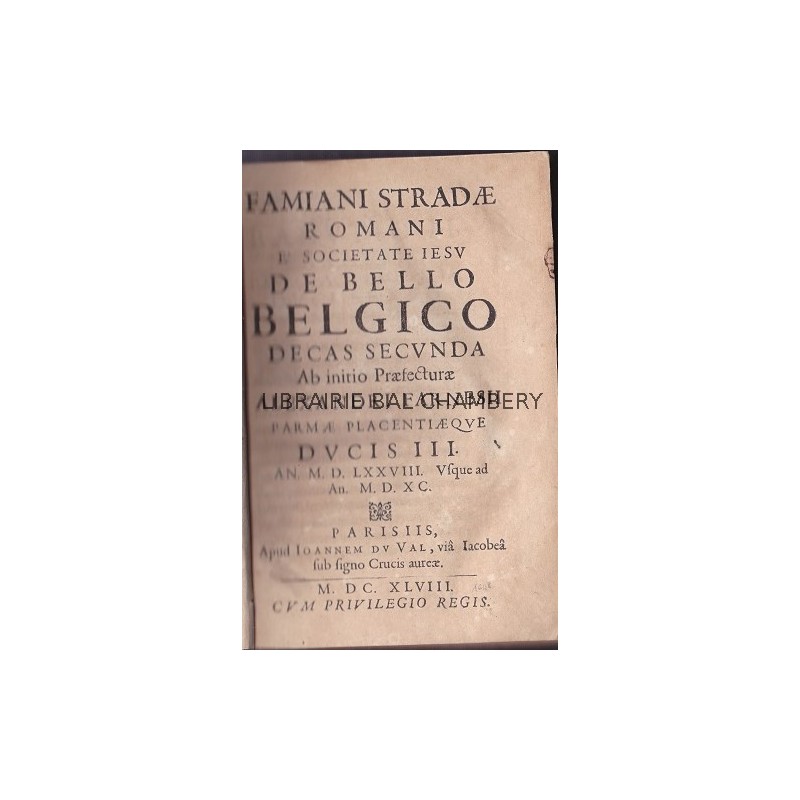 FAMIANI STRADÆ
ROMANI
E SOCIETATE IESV
DE BELLO
BELGICO
DECAS SECVNDA
Ab initio Præfecturæ
LIBRAIRIE BAL CHAMBERY
PARMÆ PLACENTIÆQVE
DVCIS III.
AN. M. D. LXXVIII. Vſque ad
An. M. D. XC.
PARISIIS,
Apud IOANNEM DV VAL, viâ Iacobeâ
ſub ſigno Crucis aureæ.
M. DC. XLVIII.
CVM PRIVILEGIO REGIS.